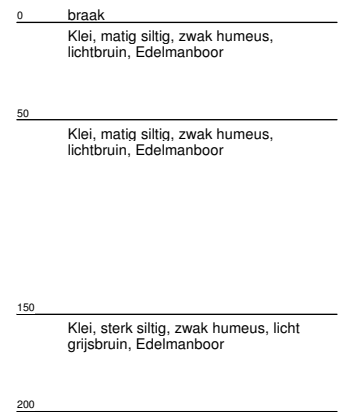 0 braak
Klei, matig siltig, zwak humeus,
lichtbruin, Edelmanboor
50
Klei, matig siltig, zwak humeus,
lichtbruin, Edelmanboor
150
Klei, sterk siltig, zwak humeus, licht
grijsbruin, Edelmanboor
200